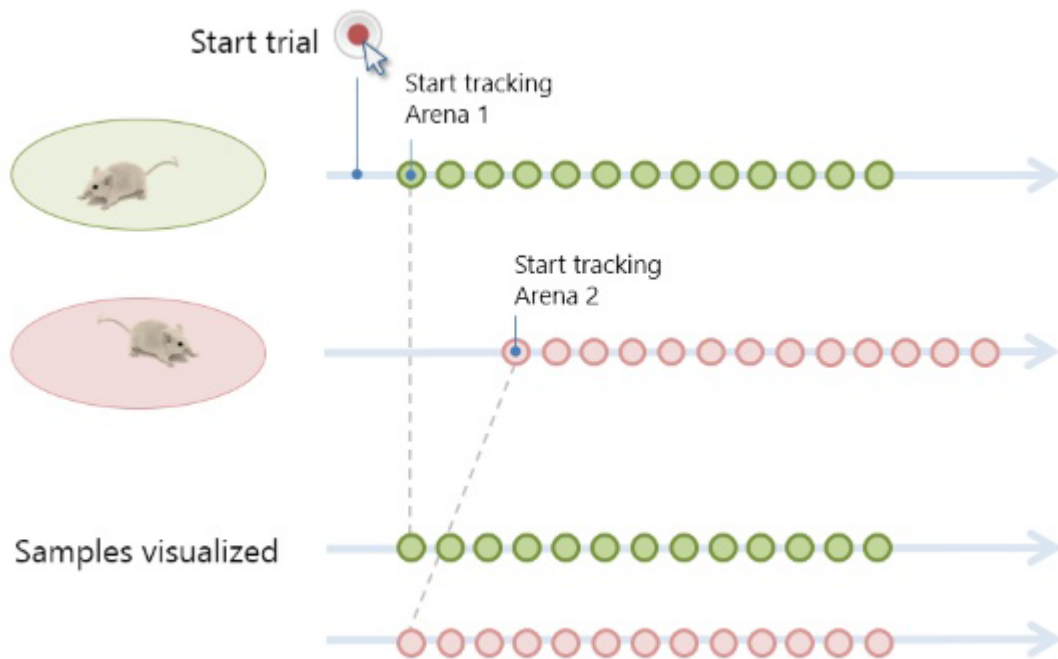 Start trial
Start tracking
Arena 1
Start tracking
Arena 2
Samples visualized